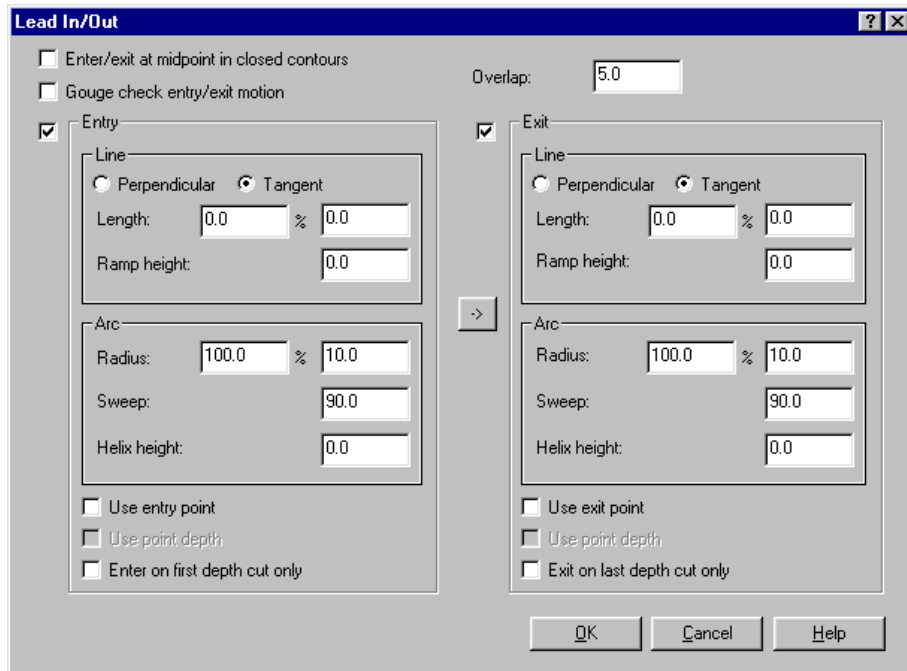 Lead In/Out
Enter/exit at midpoint in closed contours
Gouge check entry/exit motion
Overlap: 5.0
Entry
Line
Perpendicular Tangent
Length: 0.0 % 0.0
Ramp height: 0.0
Arc
Radius: 100.0 % 10.0
Sweep: 90.0
Helix height: 0.0
Use entry point
Use point depth
Enter on first depth cut only
->
Exit
Line
Perpendicular Tangent
Length: 0.0 % 0.0
Ramp height: 0.0
Arc
Radius: 100.0 % 10.0
Sweep: 90.0
Helix height: 0.0
Use exit point
Use point depth
Exit on last depth cut only
OK Cancel Help